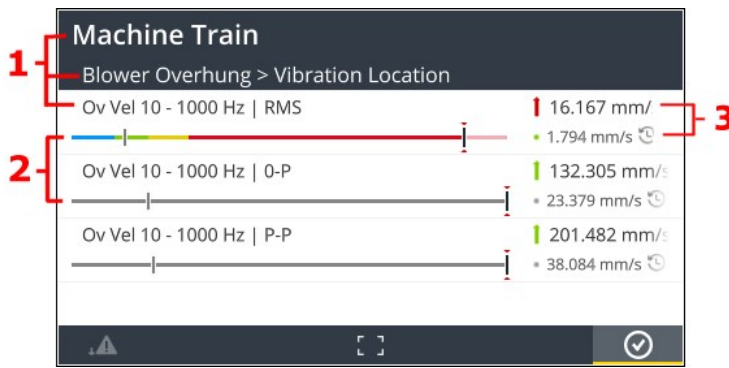 Machine Train
1
Blower Overhung > Vibration Location
Ov Vel 10 - 1000 Hz | RMS
16.167 mm/
3
1.794 mm/s
2
Ov Vel 10 - 1000 Hz | 0-P
132.305 mm/s
23.379 mm/s
Ov Vel 10 - 1000 Hz | P-P
201.482 mm/s
38.084 mm/s